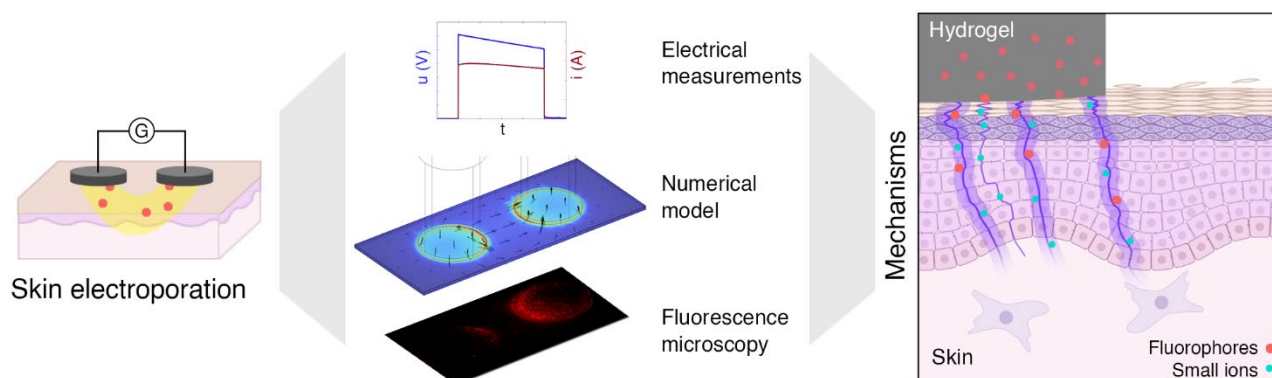 G
Skin electroporation
u (V)
i (A)
t
Electrical
measurements
Numerical
model
Fluorescence
microscopy
Mechanisms
Hydrogel
Skin
Fluorophores
Small ions